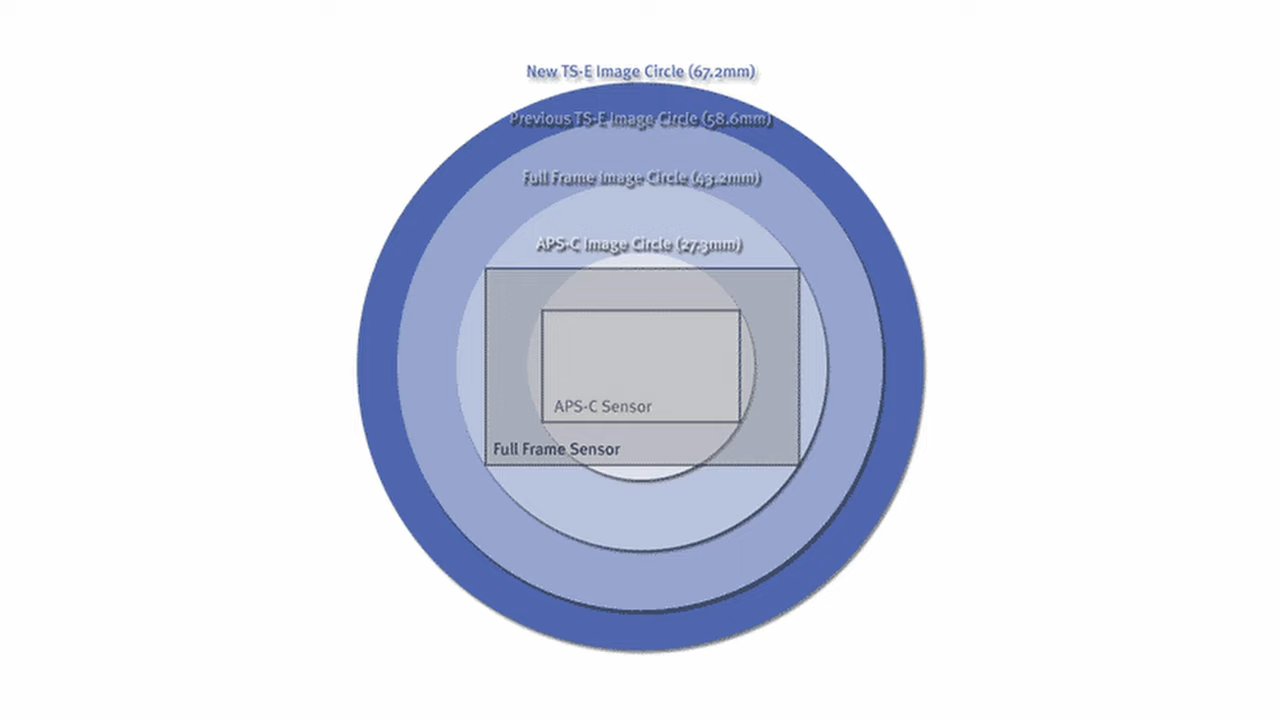 New TS-E Image Circle (67.2mm)
Previous TS-E Image Circle (58.6mm)
Full Frame Image Circle (43.2mm)
APS-C Image Circle (27.3mm)
APS-C Sensor
Full Frame Sensor